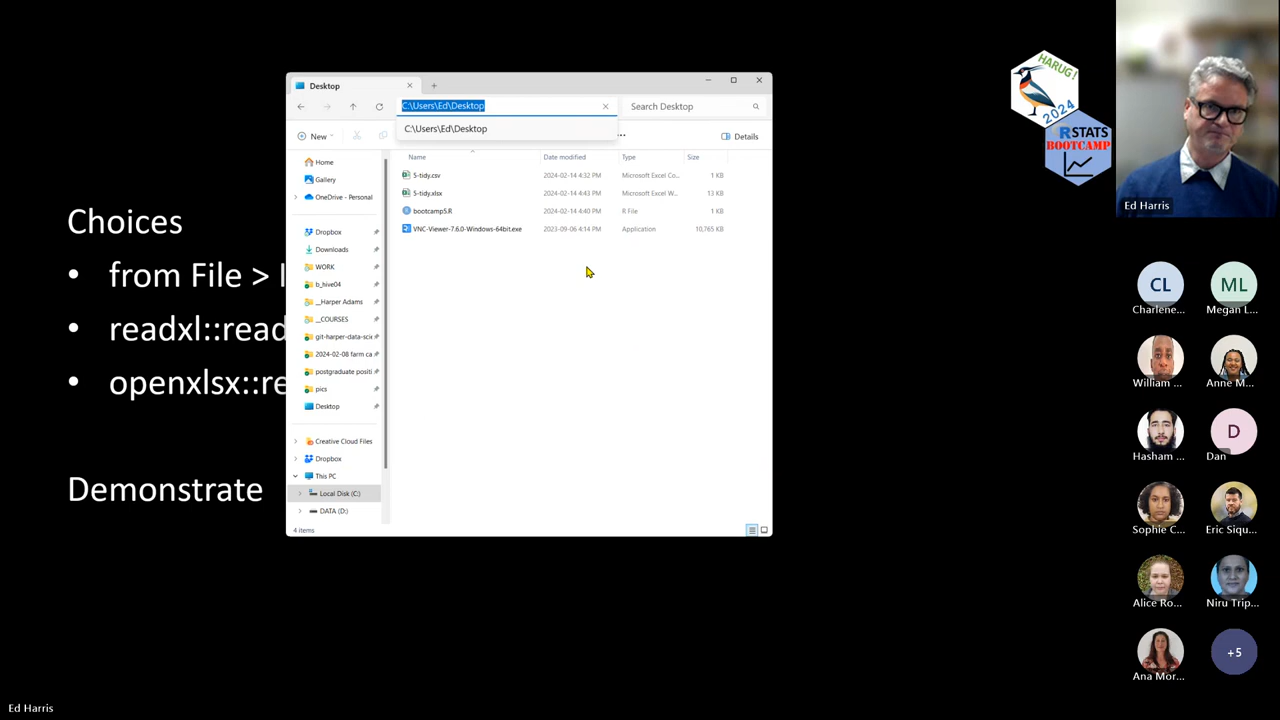 Choices
• from File > I
• readxl::read
• openxlsx::re
Demonstrate
Desktop
C:\Users\Ed\Desktop
Search Desktop
C:\Users\Ed\Desktop
New
...
Details
Home
Gallery
OneDrive - Personal
Dropbox
Downloads
WORK
b_hive04
__Harper Adams
__COURSES
git-harper-data-scie
2024-02-08 farm ca
postgraduate positi
pics
Desktop
Creative Cloud Files
Dropbox
This PC
Local Disk (C:)
DATA (D:)
Name Date modified Type Size
5-tidy.csv 2024-02-14 4:32 PM Microsoft Excel Co... 1 KB
5-tidy.xlsx 2024-02-14 4:43 PM Microsoft Excel W... 13 KB
bootcamp5.R 2024-02-14 4:40 PM R File 1 KB
VNC-Viewer-7.6.0-Windows-64bit.exe 2023-09-06 4:14 PM Application 10,765 KB
4 items
HARUG!
2024
RSTATS
BOOTCAMP
Ed Harris
CL
Charlene...
ML
Megan L...
William ...
Anne M...
Hasham ...
D
Dan
Sophie C...
Eric Siqu...
Alice Ro...
Niru Trip...
Ana Mor...
+5
Ed Harris